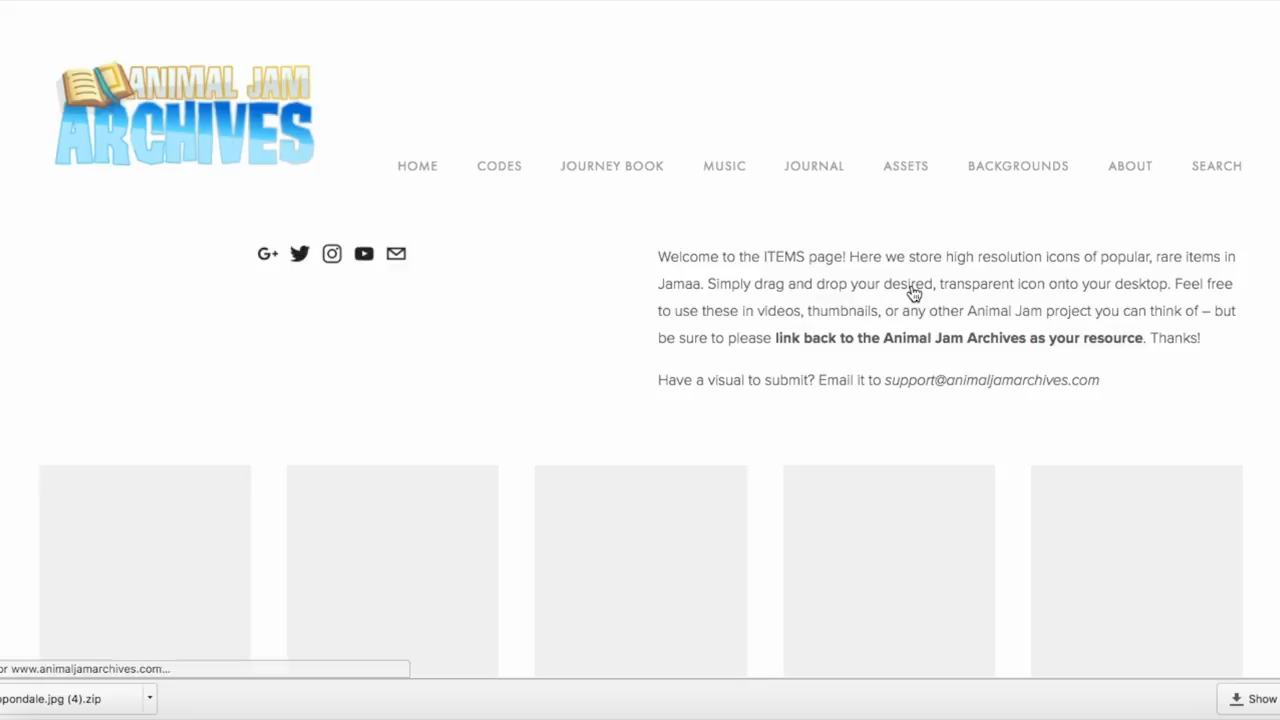 ANIMAL JAM
ARCHIVES
HOME CODES JOURNEY BOOK MUSIC JOURNAL ASSETS BACKGROUNDS ABOUT SEARCH
G+
Welcome to the ITEMS page! Here we store high resolution icons of popular, rare items in
Jamaa. Simply drag and drop your desired, transparent icon onto your desktop. Feel free
to use these in videos, thumbnails, or any other Animal Jam project you can think of – but
be sure to please link back to the Animal Jam Archives as your resource. Thanks!
Have a visual to submit? Email it to support@animaljamarchives.com
or www.animaljamarchives.com...
opondale.jpg (4).zip
Show